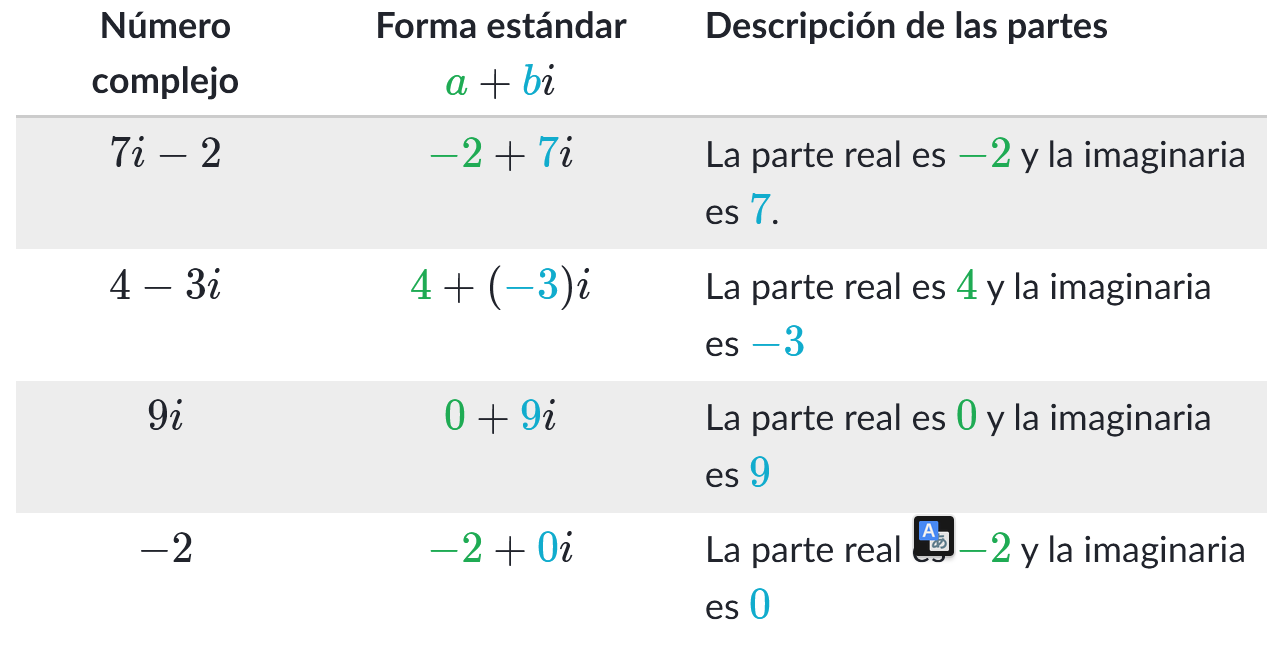 Número complejo
Forma estándar
a + bi
Descripción de las partes
7i − 2
−2 + 7i
La parte real es −2 y la imaginaria
es 7.
4 − 3i
4 + (−3)i
La parte real es 4 y la imaginaria
es −3
9i
0 + 9i
La parte real es 0 y la imaginaria
es 9
−2
−2 + 0i
La parte real es −2 y la imaginaria
es 0